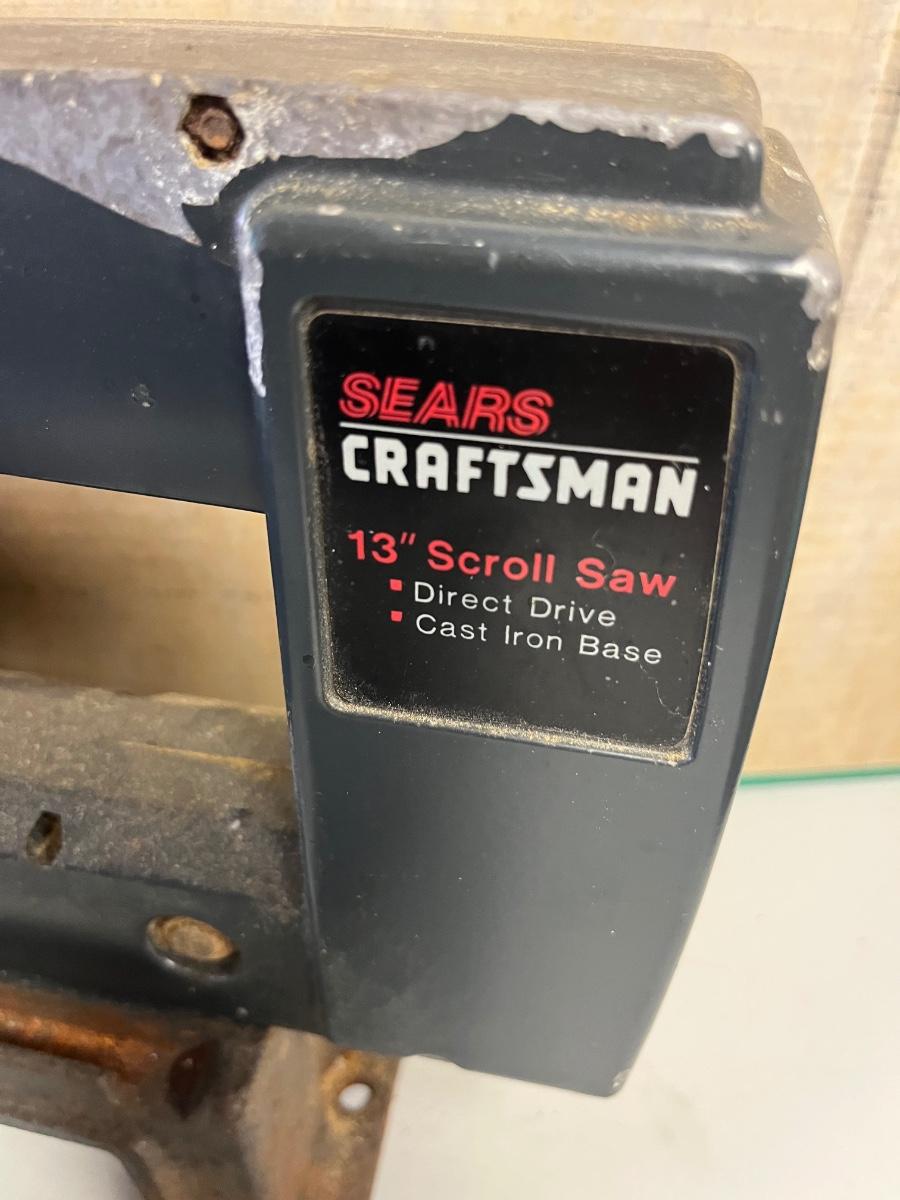 SEARS
CRAFTSMAN
13" Scroll Saw
▪ Direct Drive
▪ Cast Iron Base